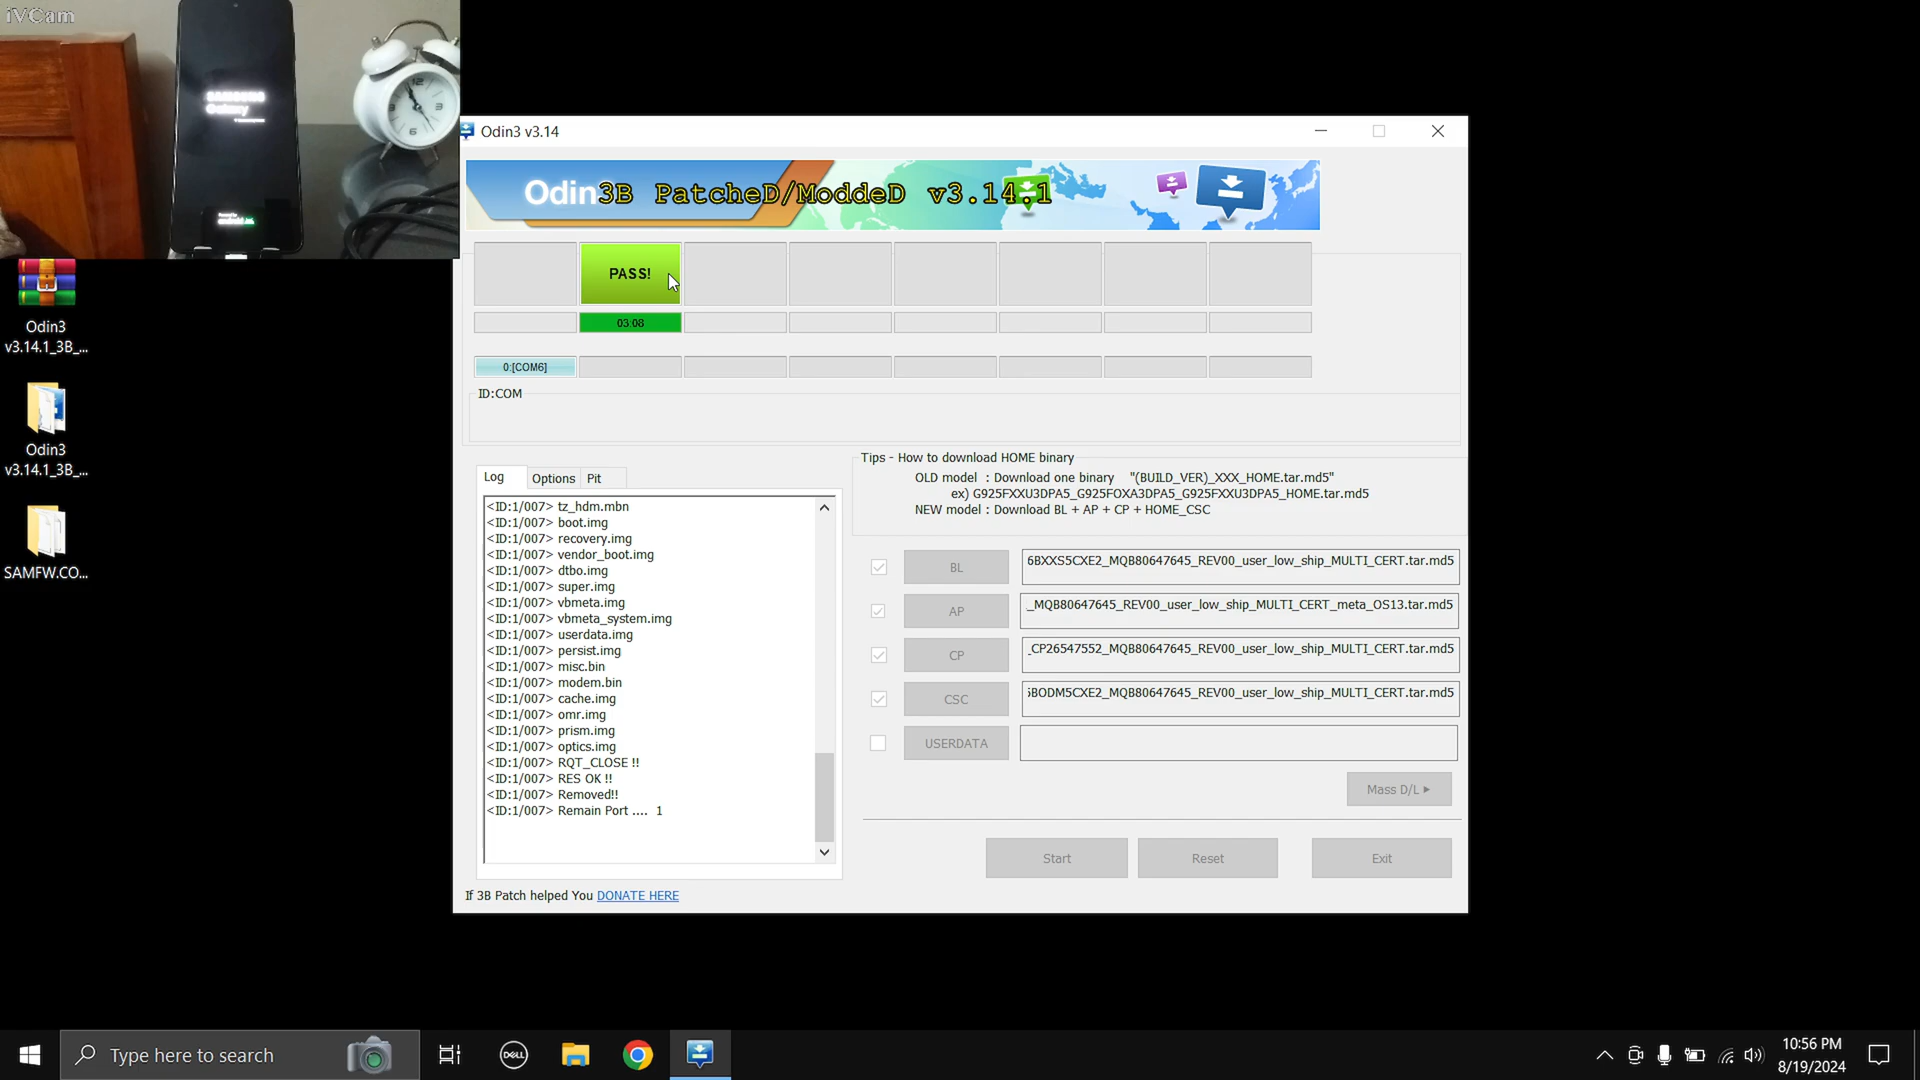 iVCam
SAMSUNG
Galaxy
Odin3 v3.14
Odin3B PatcheD/ModdeD v3.14.1
PASS!
03:08
0:[COM6]
ID:COM
Odin3
v3.14.1_3B_...
Odin3
v3.14.1_3B_...
SAMFW.CO...
Log
Options
Pit
<ID:1/007> tz_hdm.mbn
<ID:1/007> boot.img
<ID:1/007> recovery.img
<ID:1/007> vendor_boot.img
<ID:1/007> dtbo.img
<ID:1/007> super.img
<ID:1/007> vbmeta.img
<ID:1/007> vbmeta_system.img
<ID:1/007> userdata.img
<ID:1/007> persist.img
<ID:1/007> misc.bin
<ID:1/007> modem.bin
<ID:1/007> cache.img
<ID:1/007> omr.img
<ID:1/007> prism.img
<ID:1/007> optics.img
<ID:1/007> RQT_CLOSE !!
<ID:1/007> RES OK !!
<ID:1/007> Removed!!
<ID:1/007> Remain Port .... 1
Tips - How to download HOME binary
OLD model : Download one binary "(BUILD_VER)_XXX_HOME.tar.md5"
ex) G925FXXU3DPA5_G925FOXA3DPA5_G925FXXU3DPA5_HOME.tar.md5
NEW model : Download BL + AP + CP + HOME_CSC
BL
6BXXS5CXE2_MQB80647645_REV00_user_low_ship_MULTI_CERT.tar.md5
AP
_MQB80647645_REV00_user_low_ship_MULTI_CERT_meta_OS13.tar.md5
CP
_CP26547552_MQB80647645_REV00_user_low_ship_MULTI_CERT.tar.md5
CSC
BODM5CXE2_MQB80647645_REV00_user_low_ship_MULTI_CERT.tar.md5
USERDATA
Mass D/L
Start
Reset
Exit
If 3B Patch helped You DONATE HERE
Type here to search
DELL
10:56 PM
8/19/2024